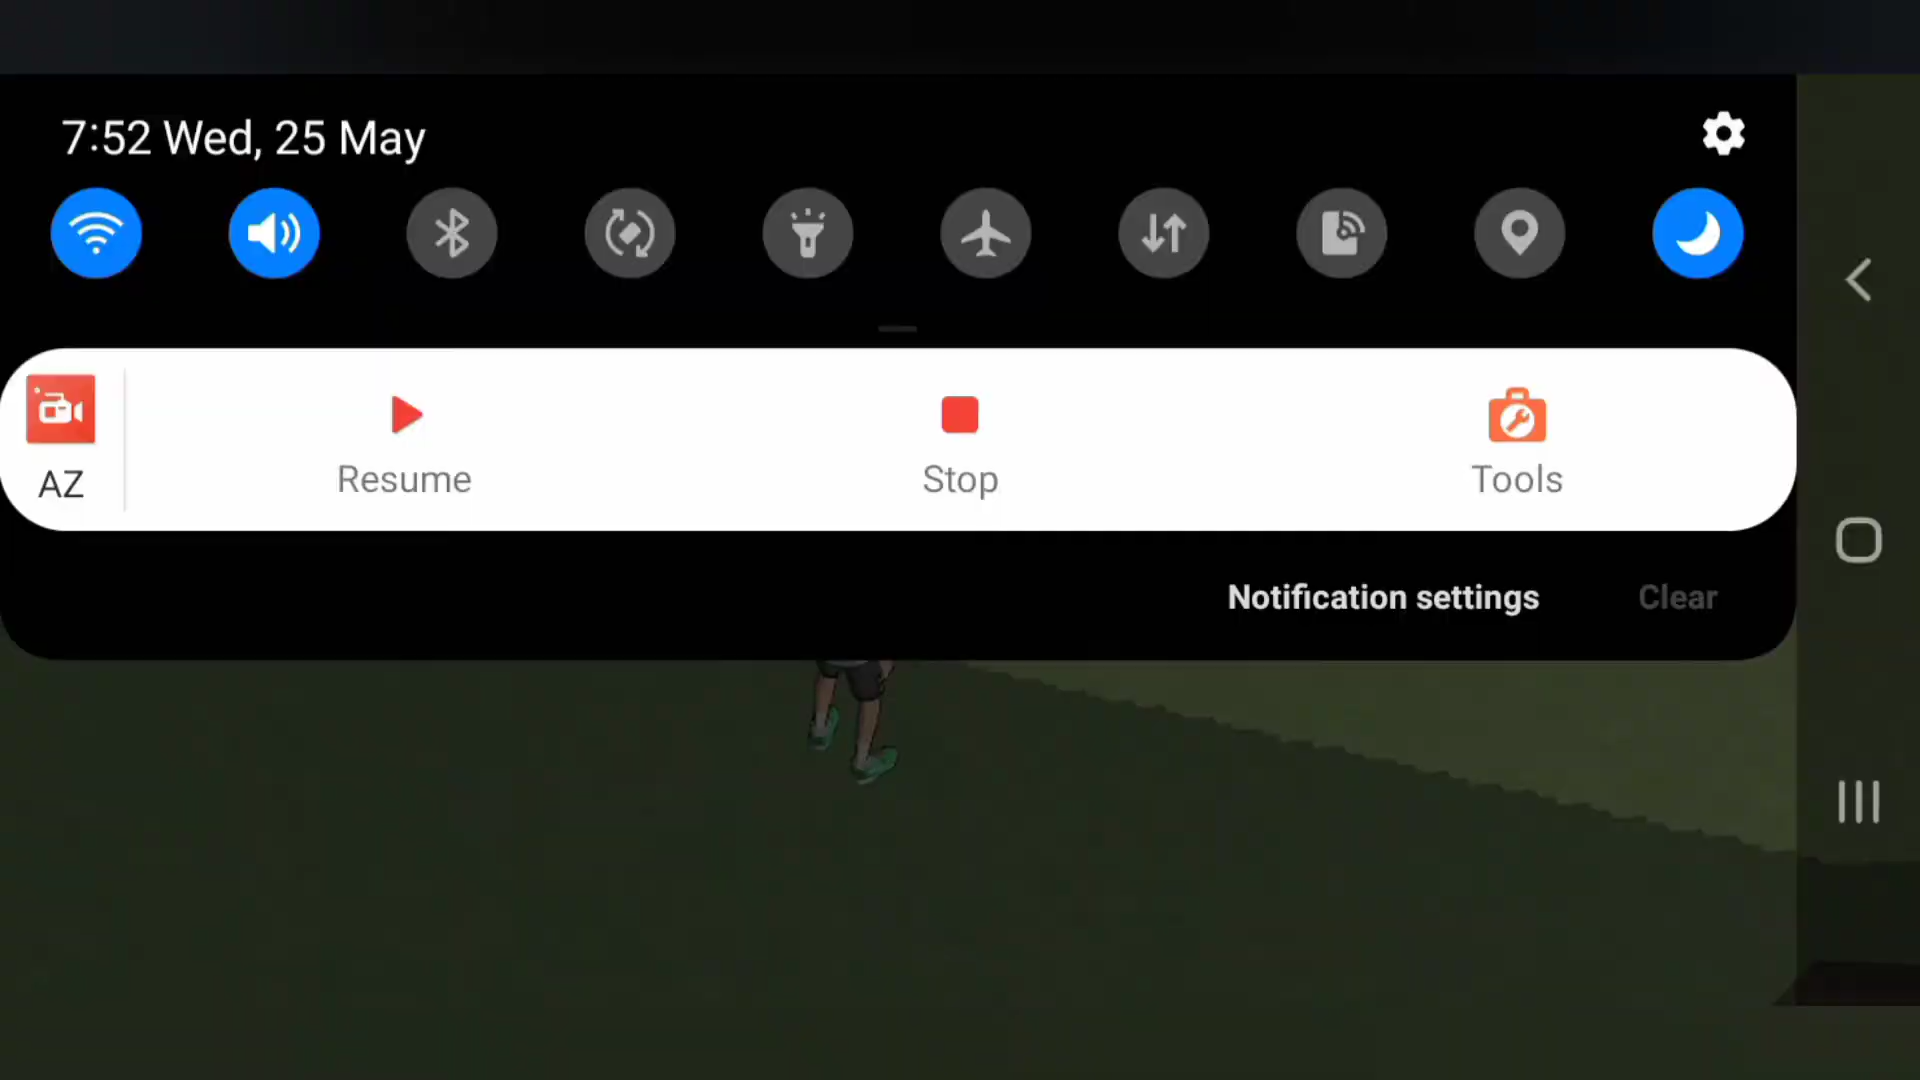 7:52 Wed, 25 May
AZ
Resume
Stop
Tools
Notification settings
Clear